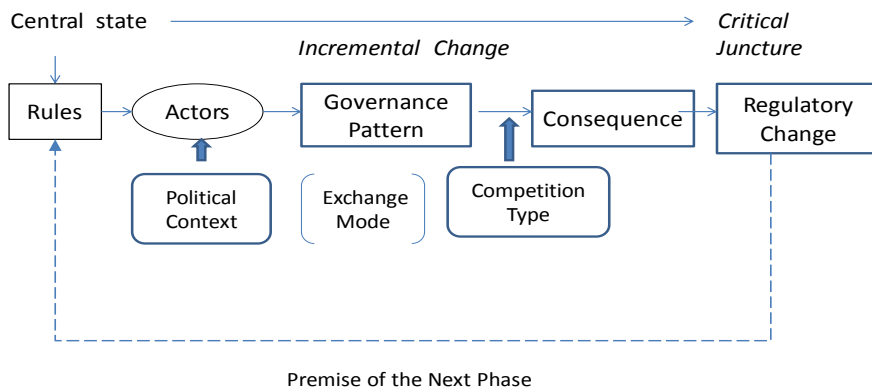 Central state
Critical
Juncture
Incremental Change
Rules
Actors
Governance
Pattern
Consequence
Regulatory
Change
Political
Context
Exchange
Mode
Competition
Type
Premise of the Next Phase